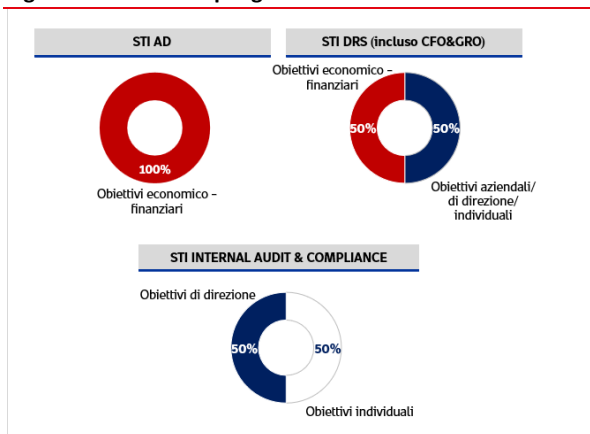 STI AD
100%
Obiettivi economico –
finanziari
STI DRS (incluso CFO&GRO)
Obiettivi economico –
finanziari
50%
50%
Obiettivi aziendali/
di direzione/
individuali
STI INTERNAL AUDIT & COMPLIANCE
Obiettivi di direzione
50%
50%
Obiettivi individuali